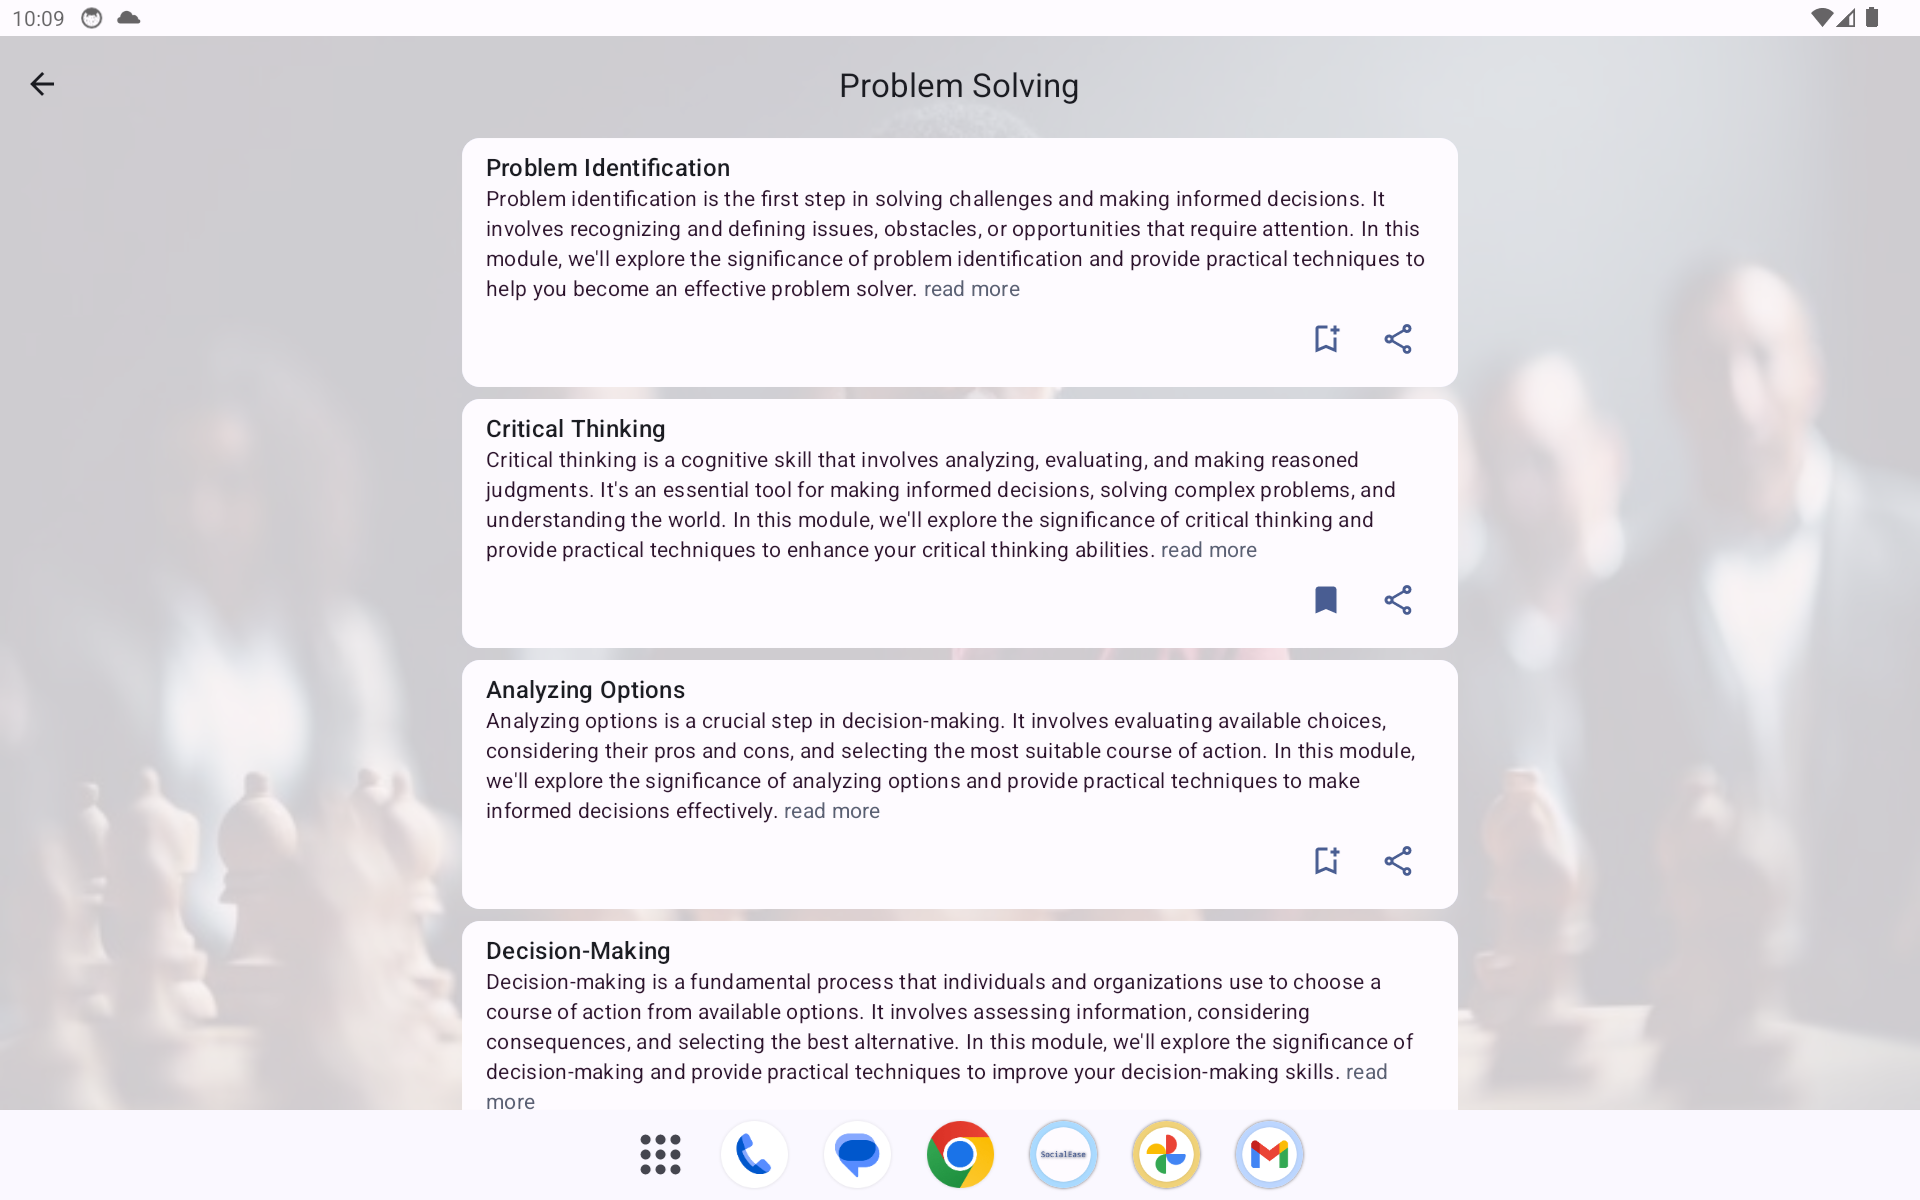 10:09
Problem Solving
Problem Identification
Problem identification is the first step in solving challenges and making informed decisions. It
involves recognizing and defining issues, obstacles, or opportunities that require attention. In this
module, we'll explore the significance of problem identification and provide practical techniques to
help you become an effective problem solver. read more
Critical Thinking
Critical thinking is a cognitive skill that involves analyzing, evaluating, and making reasoned
judgments. It's an essential tool for making informed decisions, solving complex problems, and
understanding the world. In this module, we'll explore the significance of critical thinking and
provide practical techniques to enhance your critical thinking abilities. read more
Analyzing Options
Analyzing options is a crucial step in decision-making. It involves evaluating available choices,
considering their pros and cons, and selecting the most suitable course of action. In this module,
we'll explore the significance of analyzing options and provide practical techniques to make
informed decisions effectively. read more
Decision-Making
Decision-making is a fundamental process that individuals and organizations use to choose a
course of action from available options. It involves assessing information, considering
consequences, and selecting the best alternative. In this module, we'll explore the significance of
decision-making and provide practical techniques to improve your decision-making skills. read
more
SocialEase